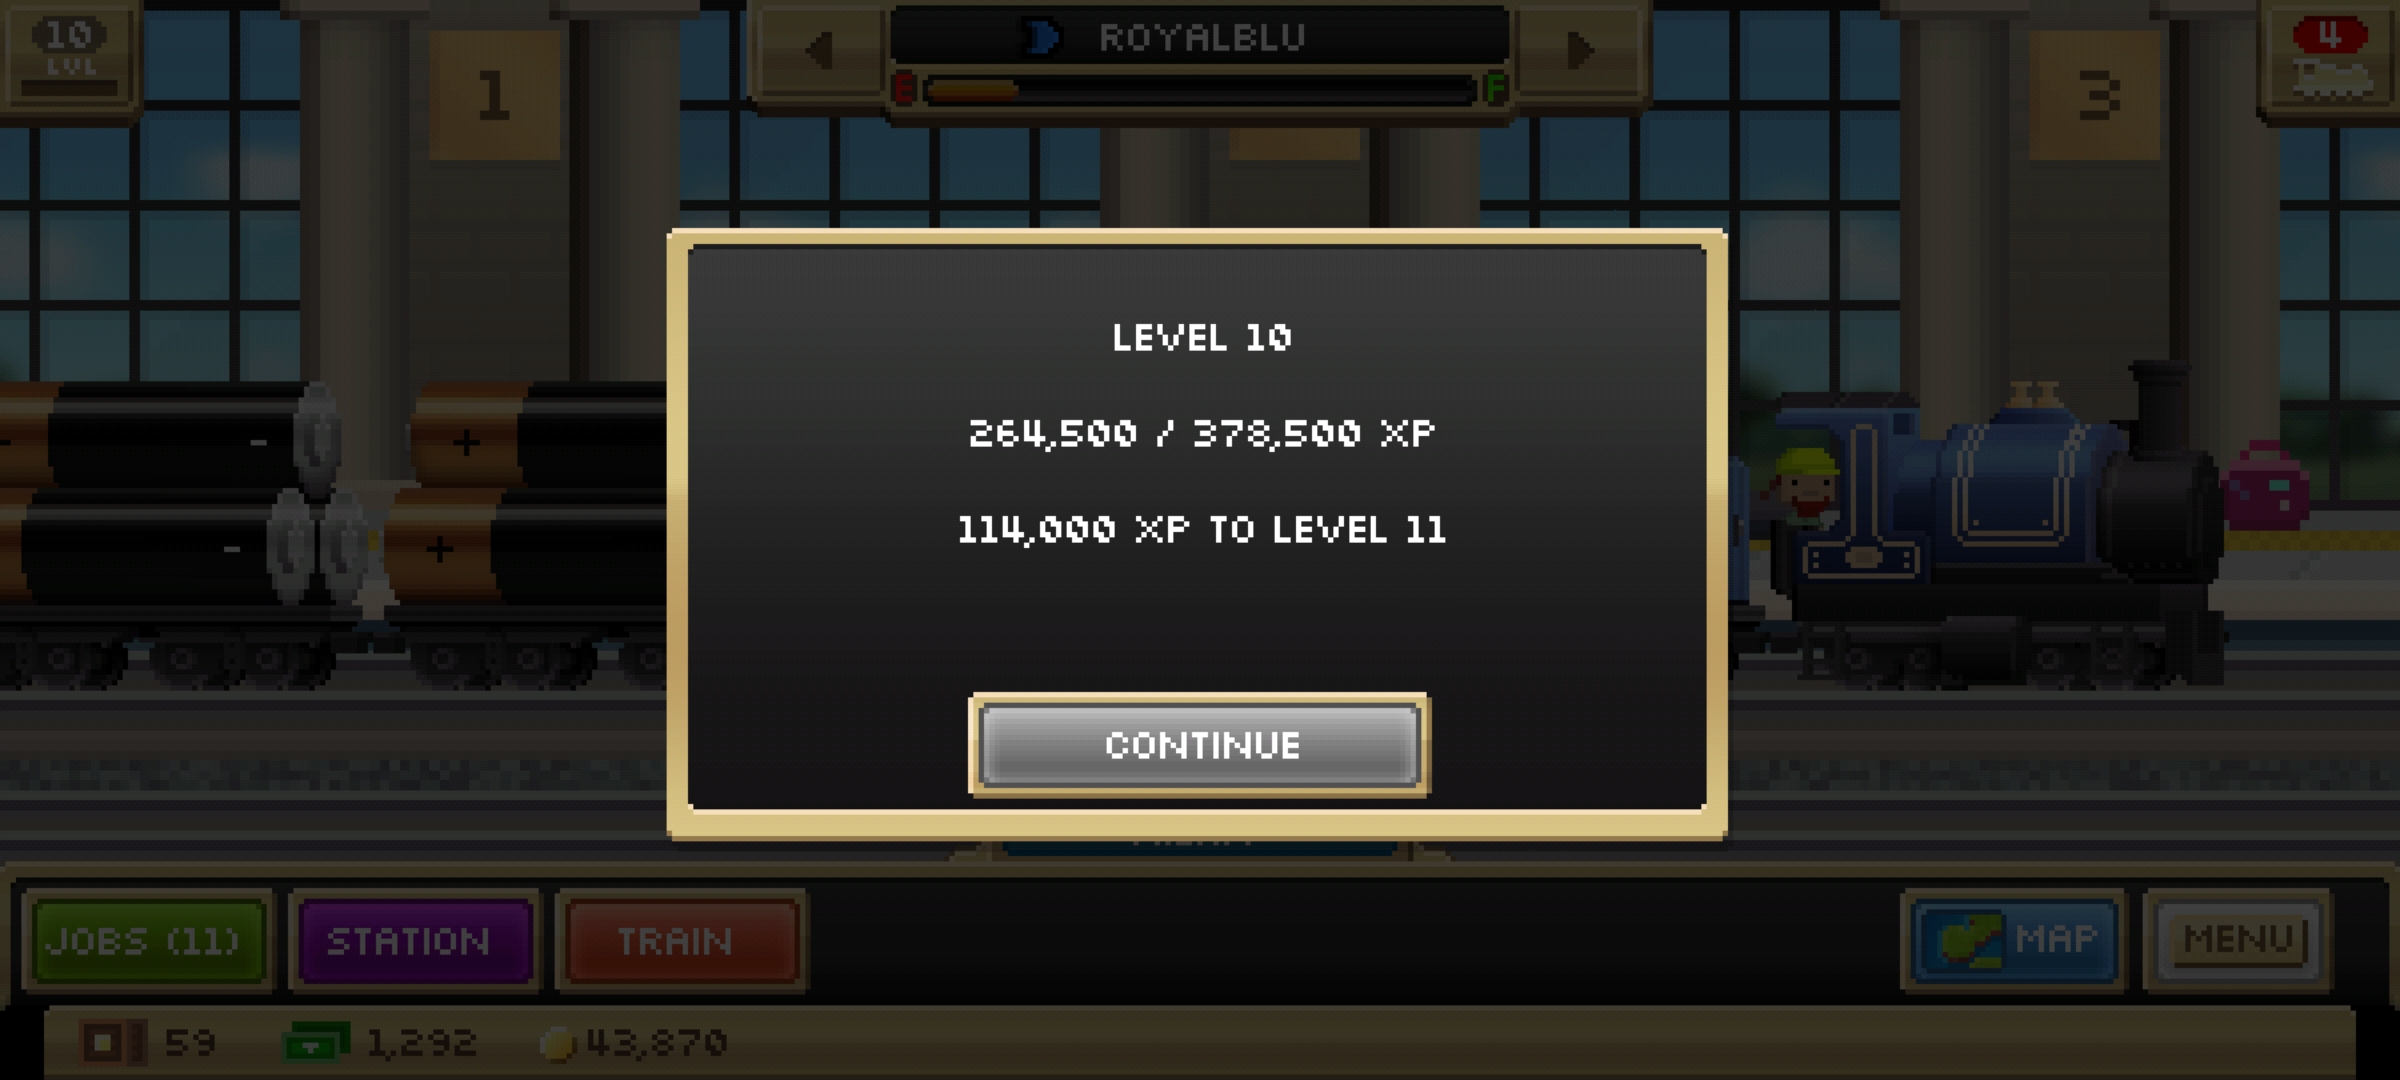 10
LVL
1
ROYALBLU
E
F
4
3
LEVEL 10
264,500 / 378,500 XP
114,000 XP TO LEVEL 11
CONTINUE
- + 
- +
JOBS (11)
STATION
TRAIN
MAP
MENU
59
1,292
43,870